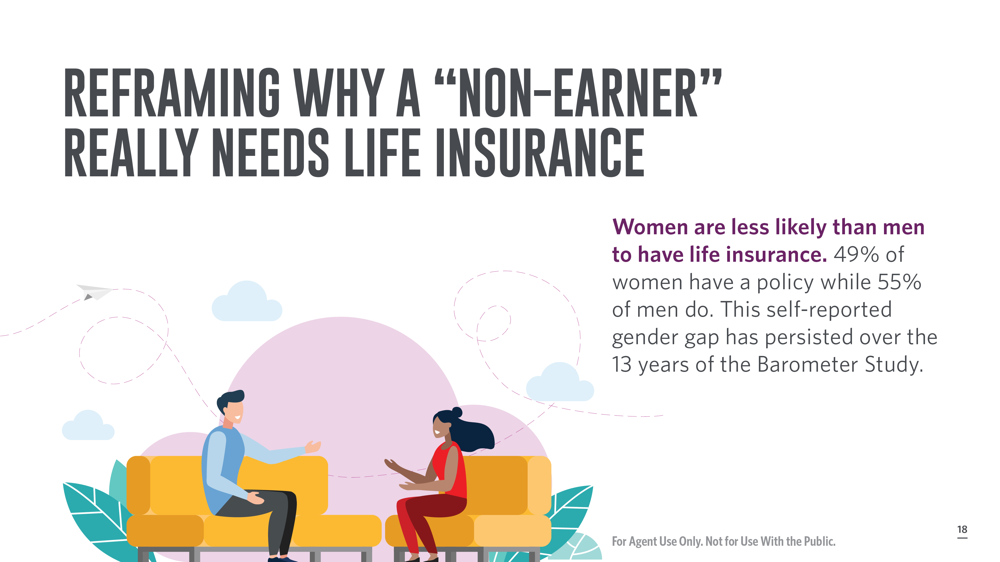 REFRAMING WHY A “NON-EARNER”
REALLY NEEDS LIFE INSURANCE
Women are less likely than men
to have life insurance. 49% of
women have a policy while 55%
of men do. This self-reported
gender gap has persisted over the
13 years of the Barometer Study.
For Agent Use Only. Not for Use With the Public.
18